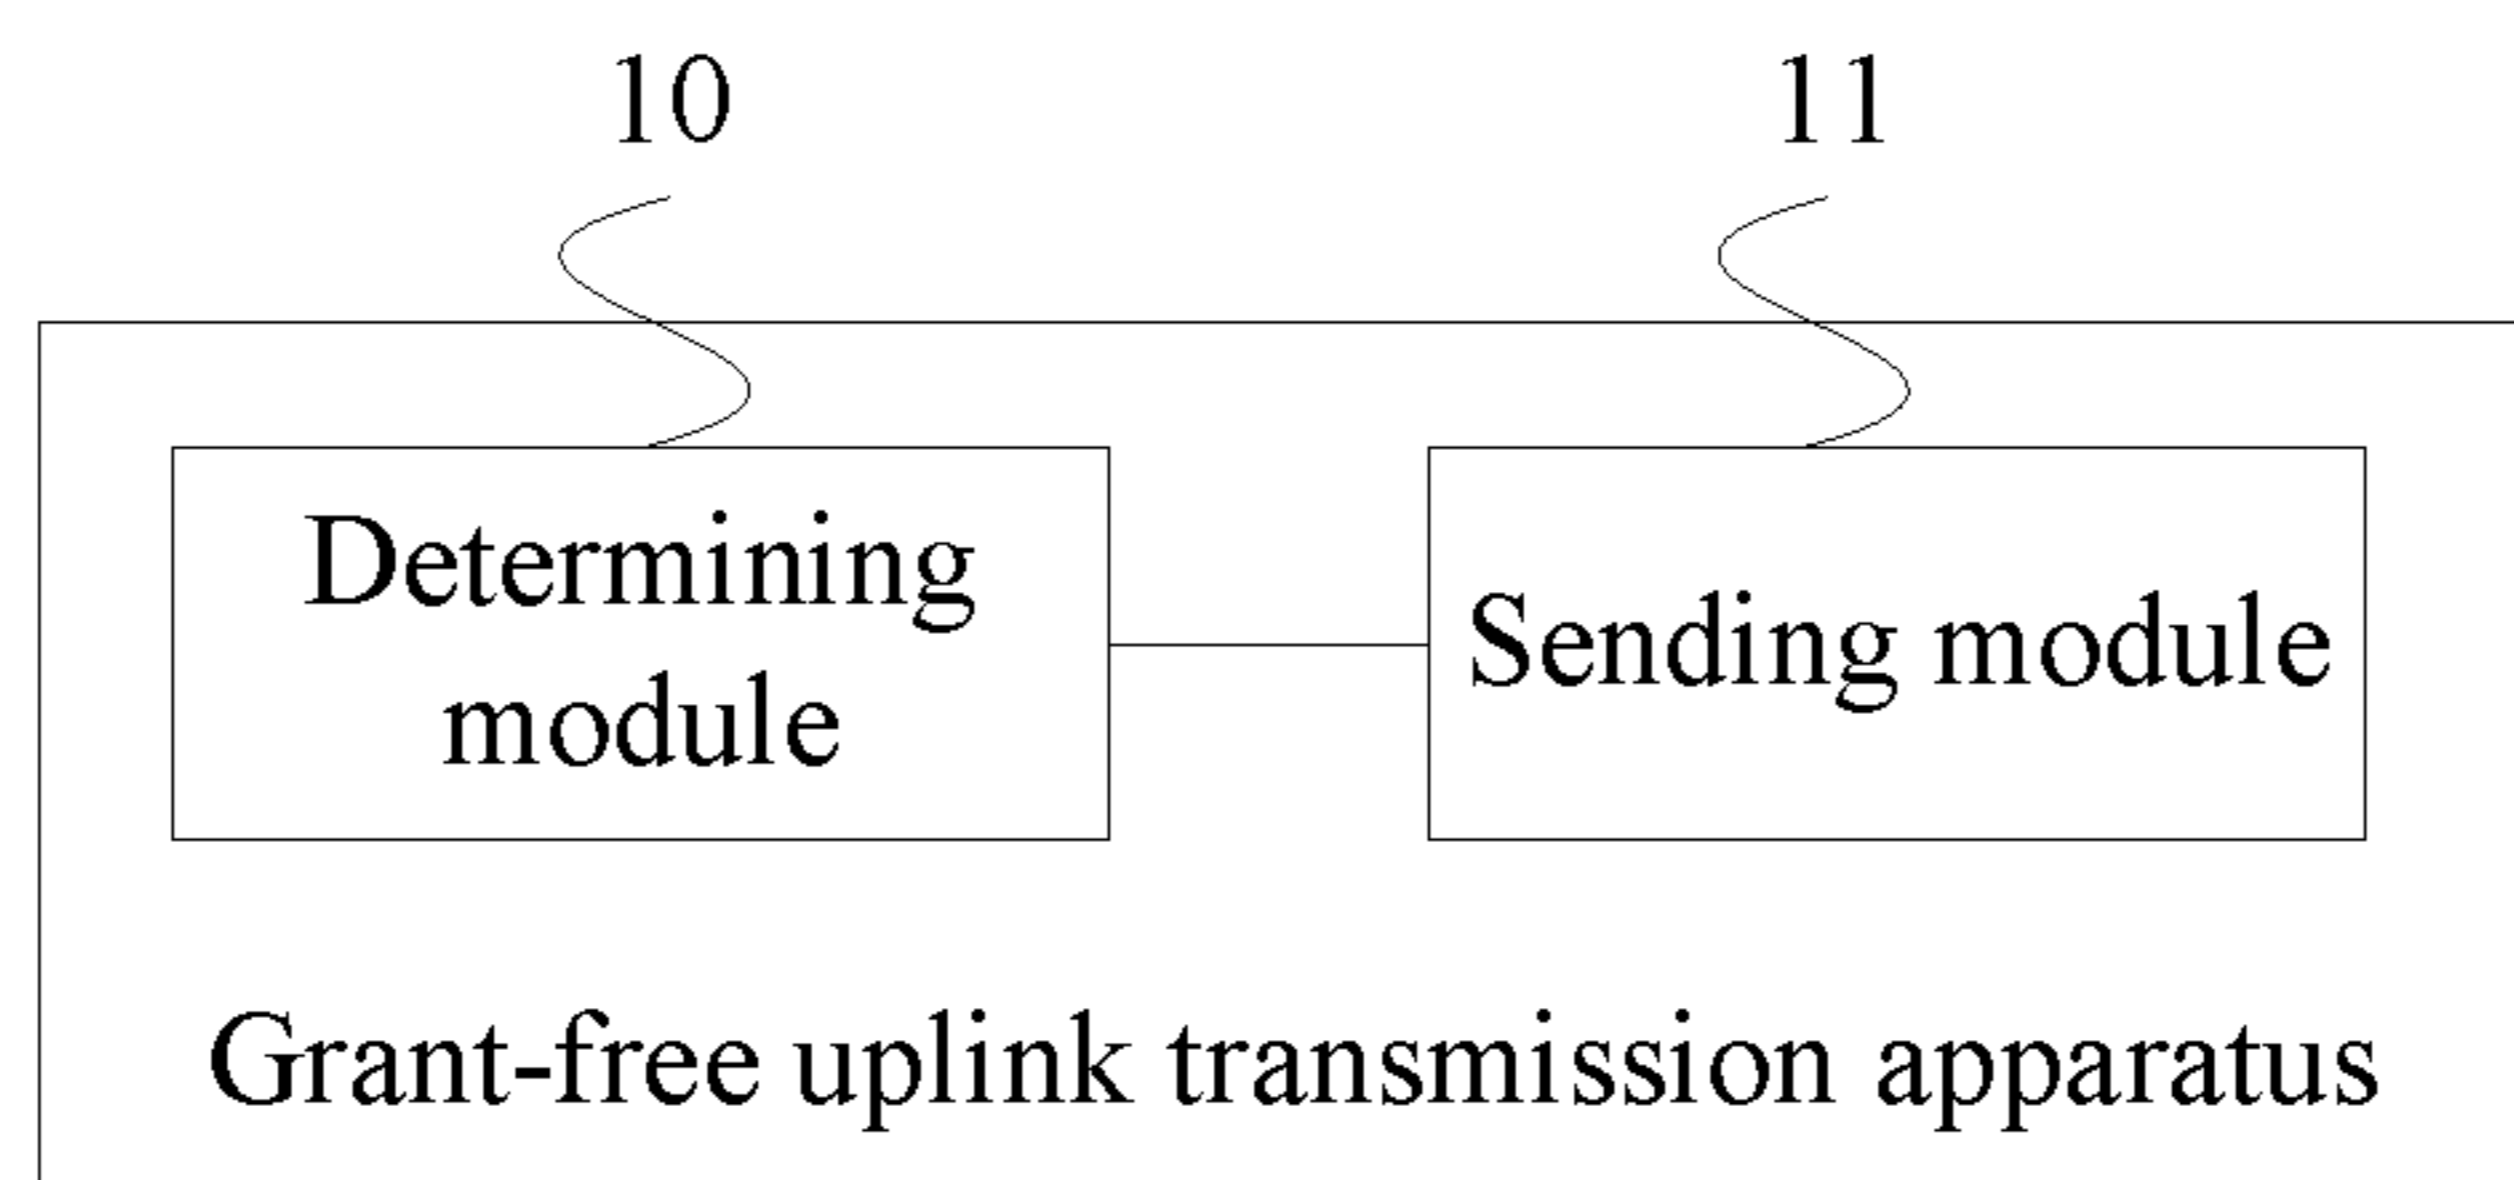 10
11
Determining
module
Sending module
Grant-free uplink transmission apparatus